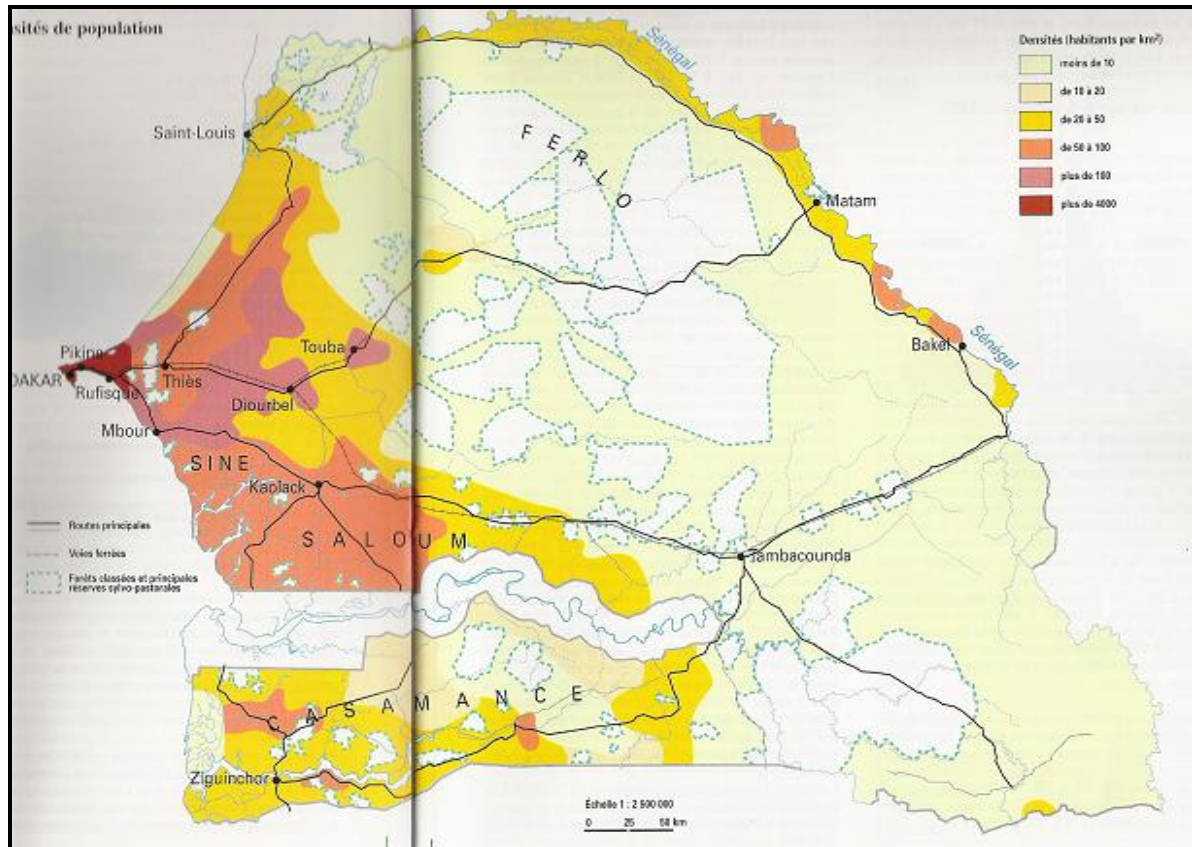 sités de population
Densités (habitants par km²)
moins de 10
de 10 à 20
de 20 à 50
de 50 à 100
plus de 100
plus de 4000
Sénégal
Saint-Louis
FERLO
Matam
Pikine
DAKAR
Rufisque
Thiès
Touba
Diourbel
Mbour
Bakel
Sénégal
SINE
Kaolack
SALOUM
Tambacounda
Routes principales
Voies ferrées
Forêts classées et principales
réserves sylvo-pastorales
CASAMANCE
Ziguinchor
Échelle 1 : 2 500 000
0 25 50 km